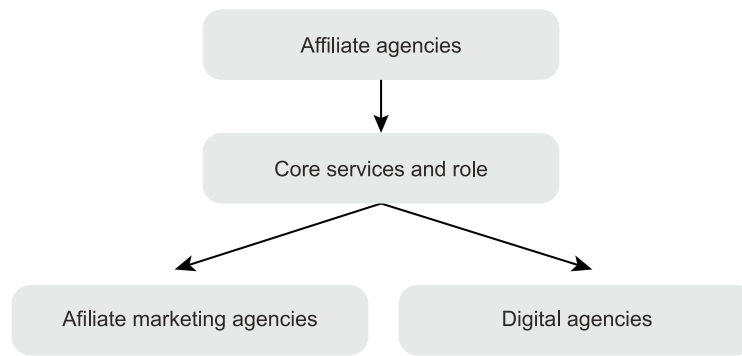 Affiliate agencies
Core services and role
Afiliate marketing agencies
Digital agencies